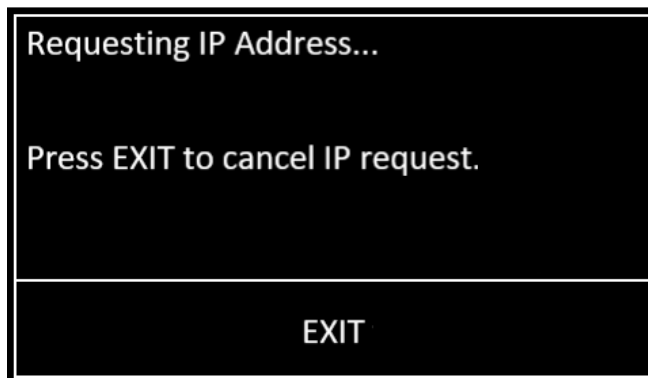 Requesting IP Address...
Press EXIT to cancel IP request.
EXIT